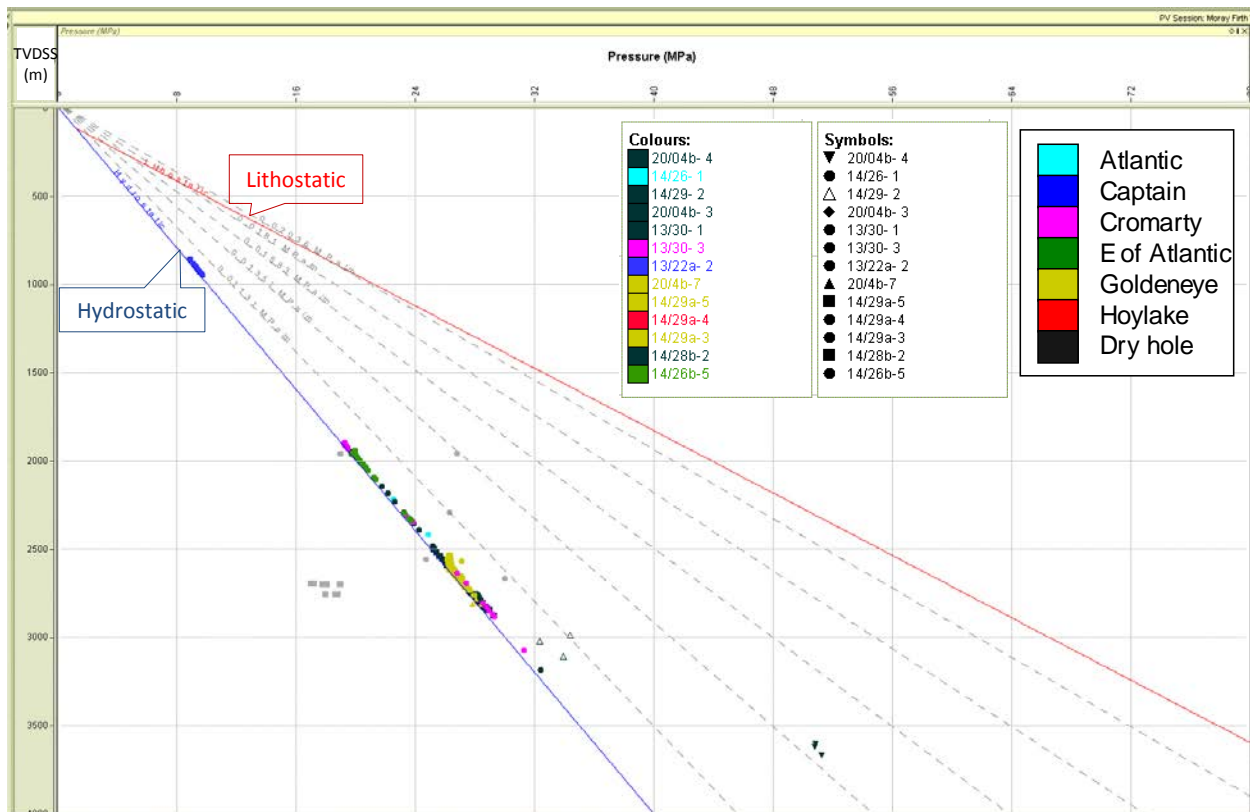 PV Session: Moray Firth
Pressure (MPa)
TVDSS
(m)
Pressure (MPa)
8
16
24
32
40
48
56
64
72
500
1000
1500
2000
2500
3000
3500
4000
Lithostatic
Hydrostatic
Hydrostatic
Colours:
20/04b- 4
14/26- 1
14/29- 2
20/04b- 3
13/30- 1
13/30- 3
13/22a- 2
20/4b-7
14/29a-5
14/29a-4
14/29a-3
14/28b-2
14/26b-5
Symbols:
20/04b- 4
14/26- 1
14/29- 2
20/04b- 3
13/30- 1
13/30- 3
13/22a- 2
20/4b-7
14/29a-5
14/29a-4
14/29a-3
14/28b-2
14/26b-5
Atlantic
Captain
Cromarty
E of Atlantic
Goldeneye
Hoylake
Dry hole